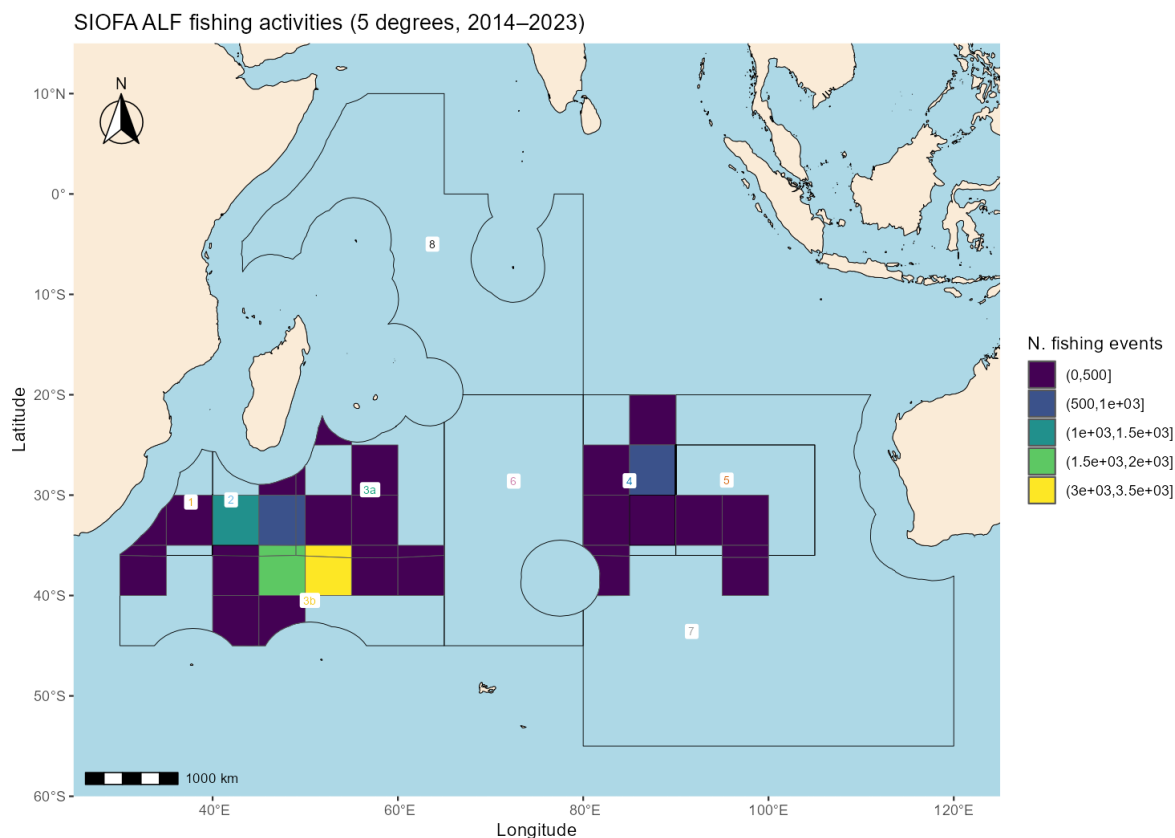 SIOFA ALF fishing activities (5 degrees, 2014–2023)
N
10°N
0°
10°S
20°S
30°S
40°S
50°S
60°S
Latitude
8
1
2
3a
6
4
5
3b
7
1000 km
40°E
60°E
80°E
100°E
120°E
Longitude
N. fishing events
(0,500]
(500,1e+03]
(1e+03,1.5e+03]
(1.5e+03,2e+03]
(3e+03,3.5e+03]